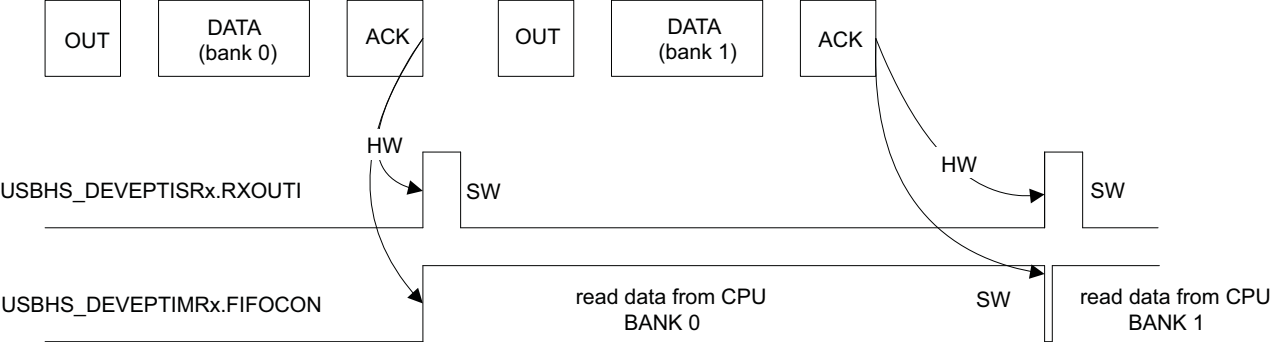 OUT
DATA
(bank 0)
ACK
OUT
DATA
(bank 1)
ACK
HW
HW
USBHS_DEVEPTISRx.RXOUTI
SW
SW
USBHS_DEVEPTIMRx.FIFOCON
read data from CPU
BANK 0
SW
read data from CPU
BANK 1